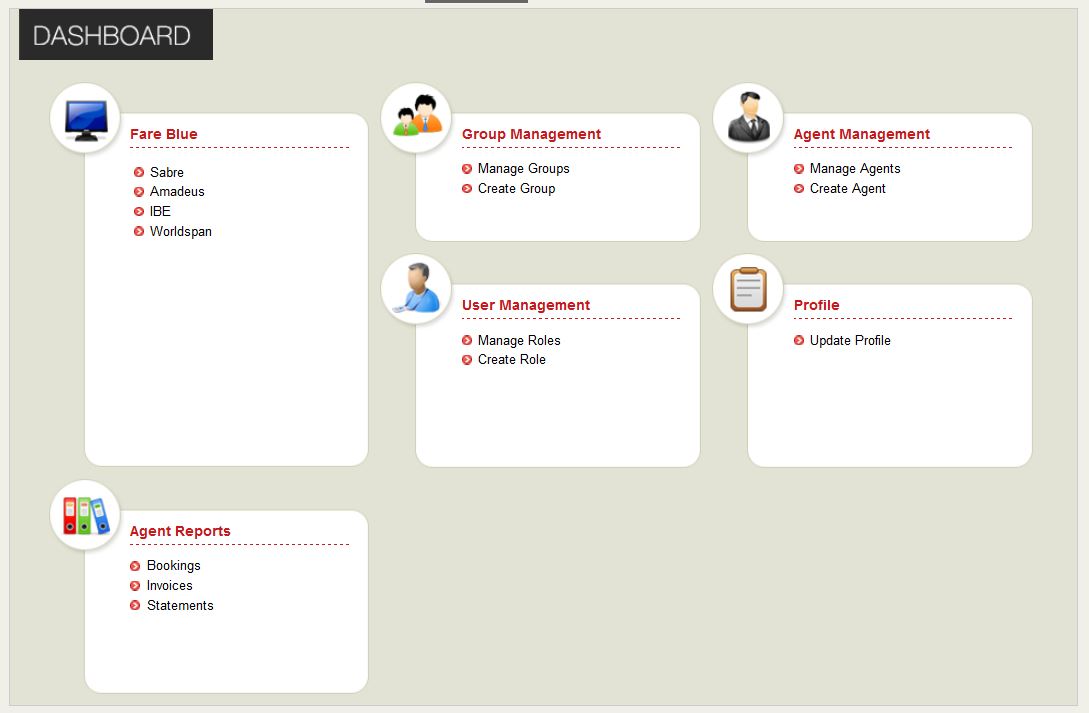 DASHBOARD
Fare Blue
Sabre
Amadeus
IBE
Worldspan
Group Management
Manage Groups
Create Group
Agent Management
Manage Agents
Create Agent
User Management
Manage Roles
Create Role
Profile
Update Profile
Agent Reports
Bookings
Invoices
Statements